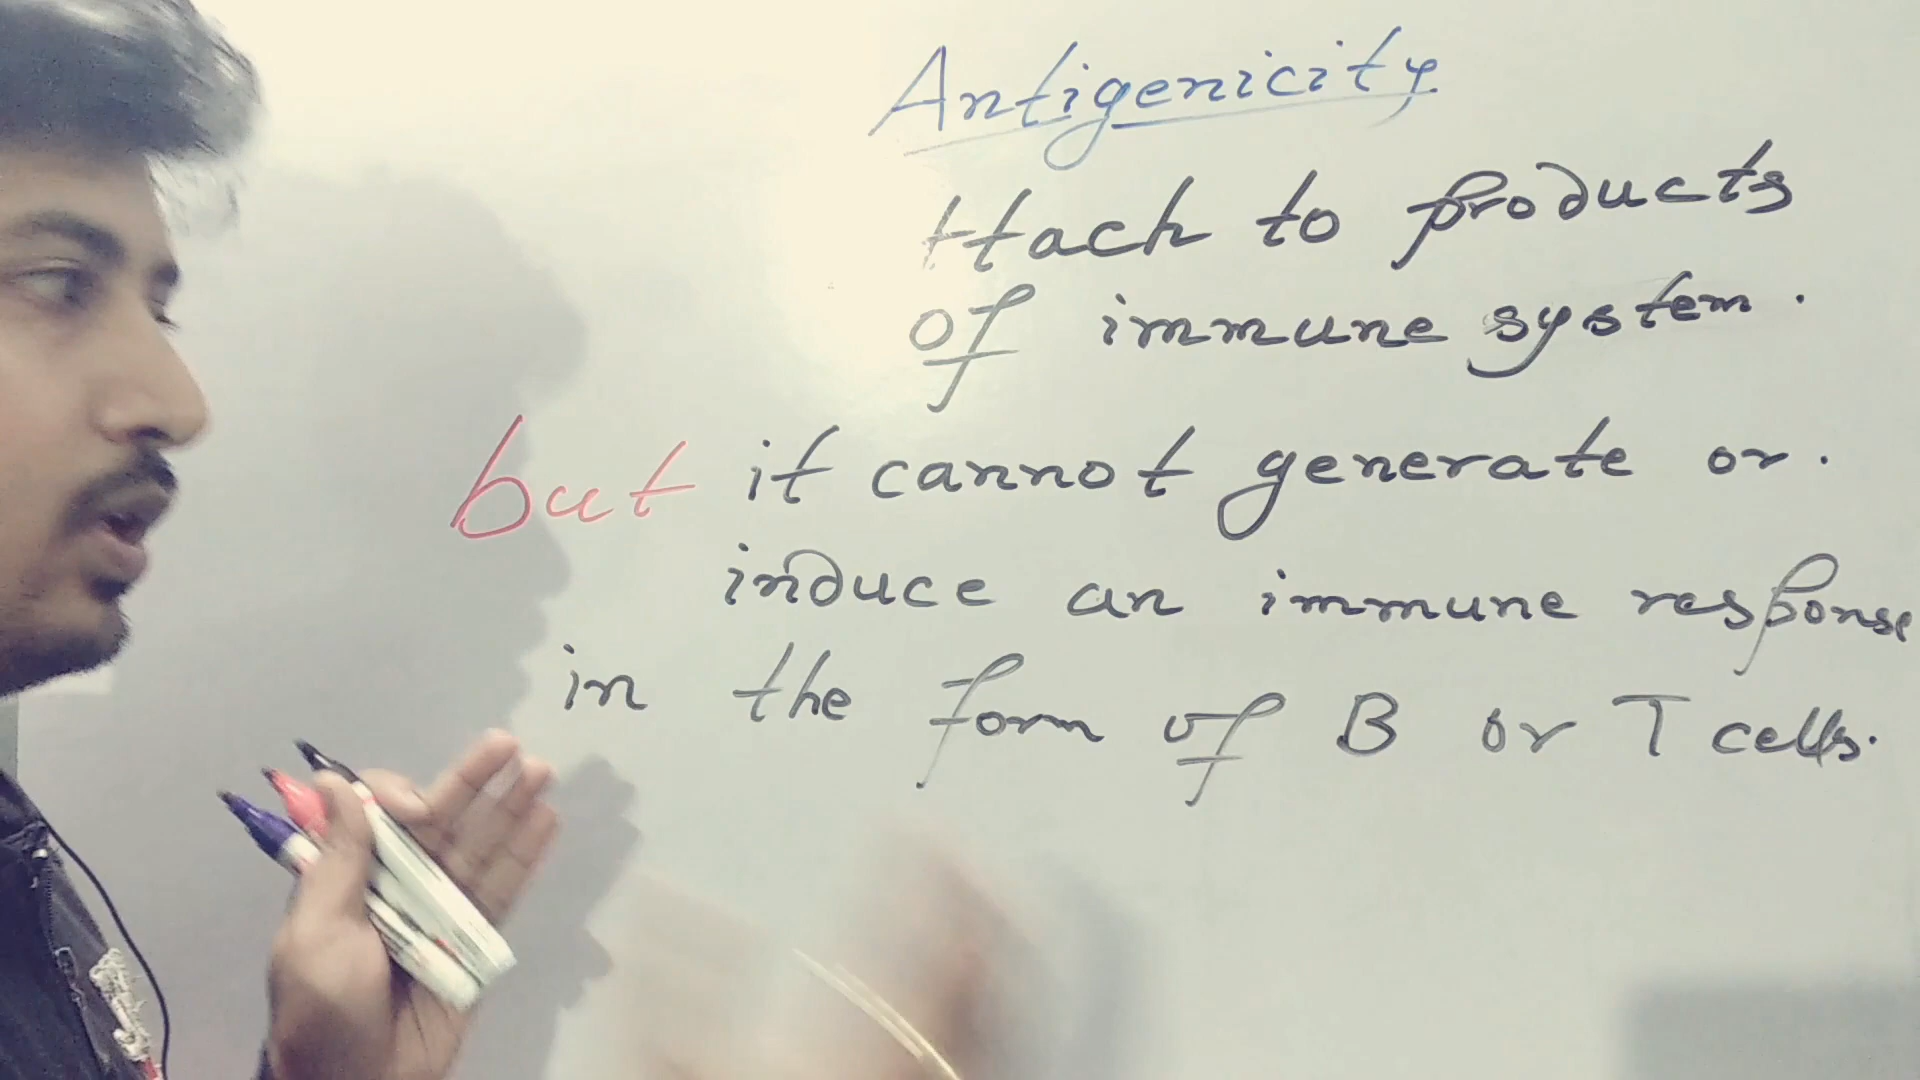 Antigenicity
ttach to products
of immune system.
but it cannot generate or.
induce an immune response
in the form of B or T cells.